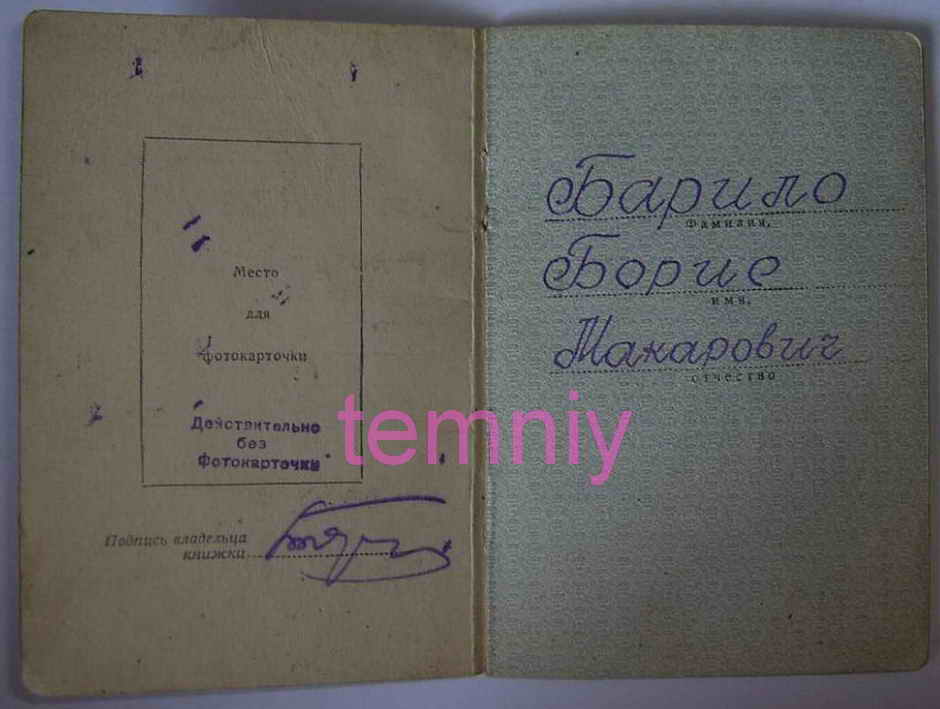 Место
для
фотокарточки
Действительно
без
Фотокарточки
Подпись владельца
книжки
temniy
Барило
Фамилия,
Борис
имя,
Макарович
отчество